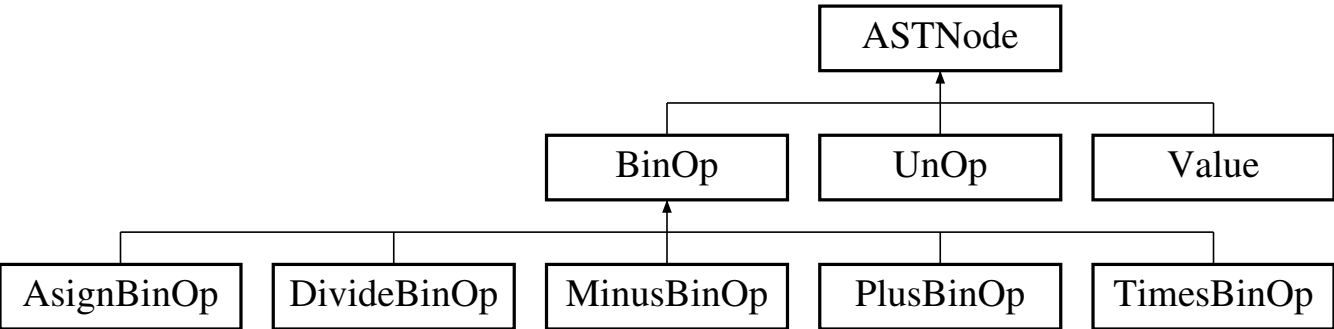 ASTNode
BinOp
UnOp
Value
AsignBinOp
DivideBinOp
MinusBinOp
PlusBinOp
TimesBinOp